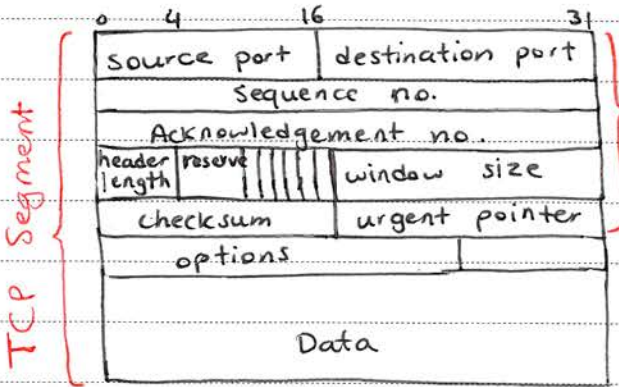 0 4 16 31
source port destination port
Sequence no.
Acknowledgement no.
header length reserve window size
checksum urgent pointer
options
Data
TCP Segment